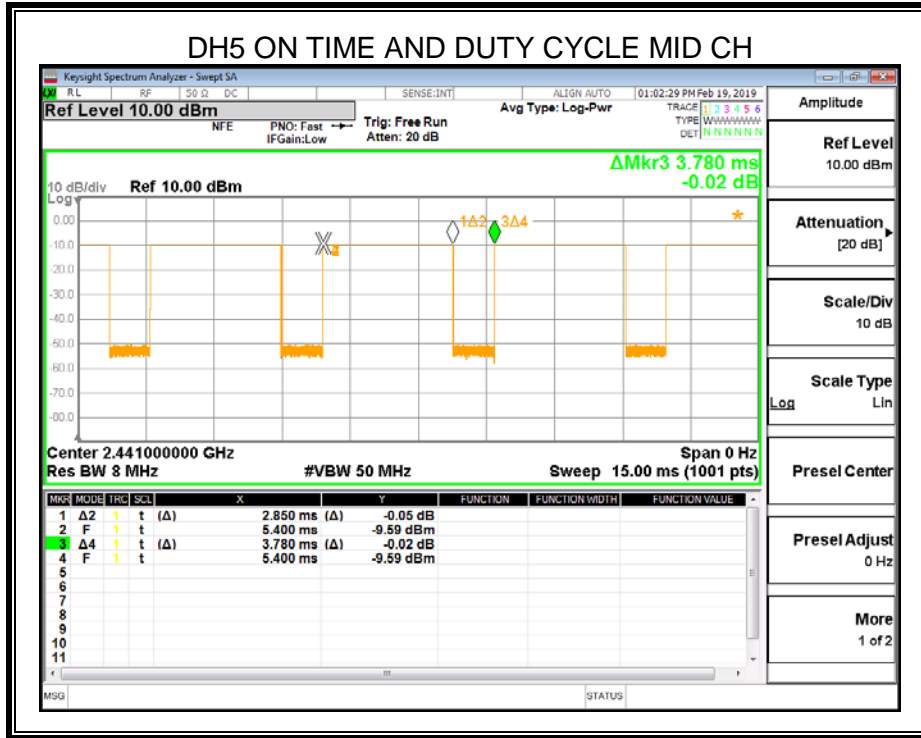 DH5 ON TIME AND DUTY CYCLE MID CH
Keysight Spectrum Analyzer - Swept SA
RL RF 50 Ω DC SENSE:INT ALIGN AUTO 01:02:29 PM Feb 19, 2019
Ref Level 10.00 dBm
NFE
PNO: Fast
IFGain:Low
Trig: Free Run
Atten: 20 dB
Avg Type: Log-Pwr
TRACE 1 2 3 4 5 6
TYPE WWWWWW
DET N N N N N N
ΔMkr3 3.780 ms
-0.02 dB
10 dB/div Ref 10.00 dBm
Log
0.00
-10.0
-20.0
-30.0
-40.0
-50.0
-60.0
-70.0
-80.0
1Δ2 3Δ4
*
Center 2.441000000 GHz Span 0 Hz
Res BW 8 MHz #VBW 50 MHz Sweep 15.00 ms (1001 pts)
MKR MODE TRC SCL X Y FUNCTION FUNCTION WIDTH FUNCTION VALUE
1 Δ2 1 t (Δ) 2.850 ms (Δ) -0.05 dB
2 F 1 t 5.400 ms -9.59 dBm
3 Δ4 1 t (Δ) 3.780 ms (Δ) -0.02 dB
4 F 1 t 5.400 ms -9.59 dBm
5
6
7
8
9
10
11
MSG STATUS
Amplitude
Ref Level
10.00 dBm
Attenuation
[20 dB]
Scale/Div
10 dB
Scale Type
Log Lin
Presel Center
Presel Adjust
0 Hz
More
1 of 2